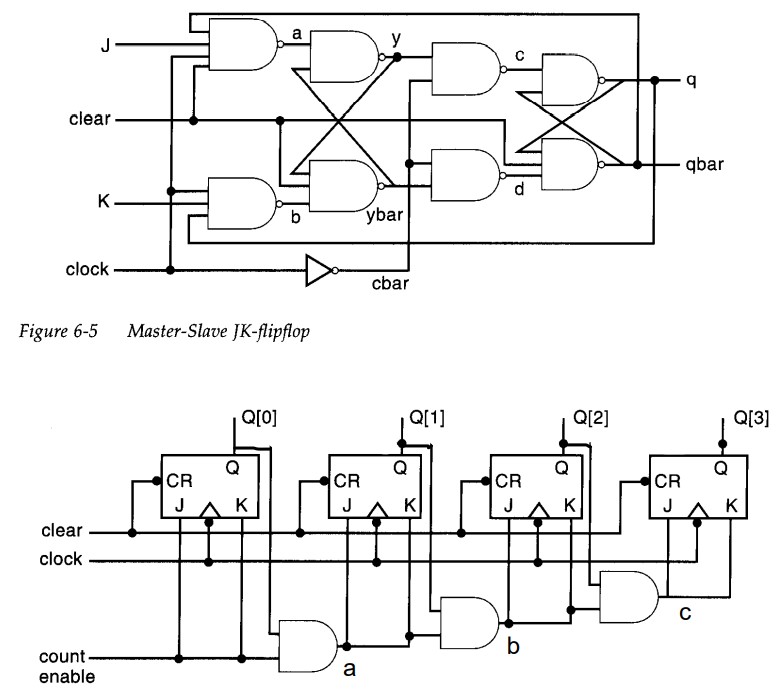 J
a
y
c
q
clear
K
b
ybar
d
qbar
clock
cbar
Figure 6-5 Master-Slave JK-flipflop
Q[0] Q[1] Q[2] Q[3]
Q Q Q Q
CR CR CR CR
J K J K J K J K
clear
clock
count
enable
a
b
c